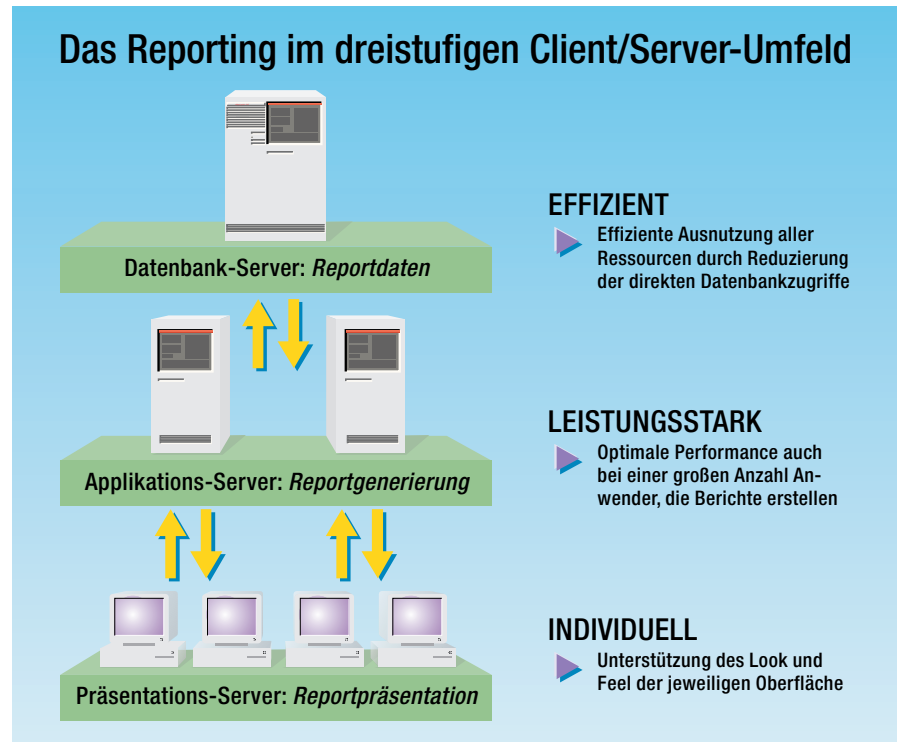 Das Reporting im dreistufigen Client/Server-Umfeld
Datenbank-Server: Reportdaten
EFFIZIENT
Effiziente Ausnutzung aller
Ressourcen durch Reduzierung
der direkten Datenbankzugriffe
Applikations-Server: Reportgenerierung
LEISTUNGSSTARK
Optimale Performance auch
bei einer großen Anzahl An-
wender, die Berichte erstellen
Präsentations-Server: Reportpräsentation
INDIVIDUELL
Unterstützung des Look und
Feel der jeweiligen Oberfläche